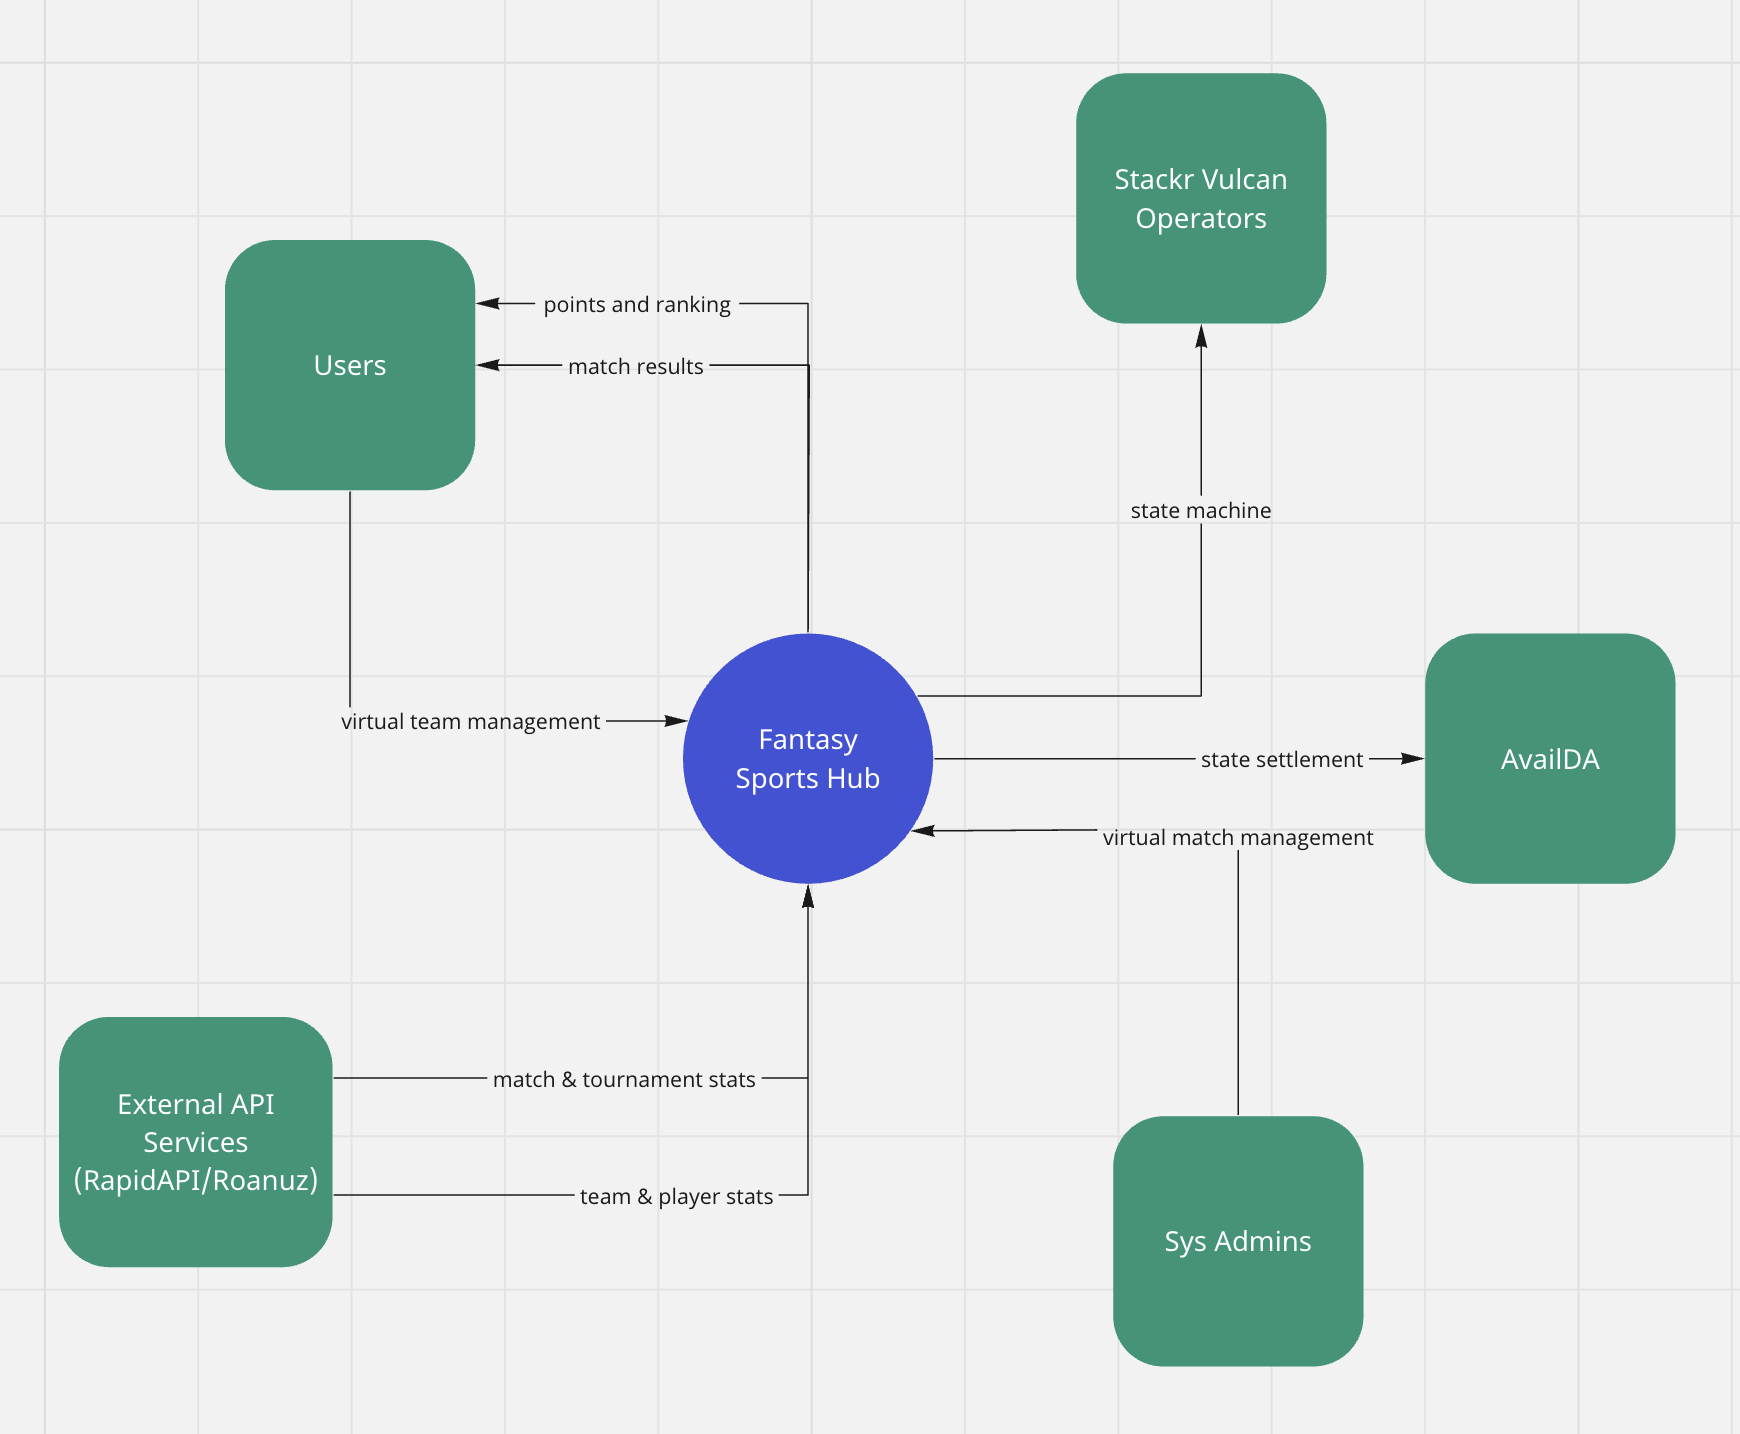 Stackr Vulcan
Operators
points and ranking
Users
match results
state machine
virtual team management
Fantasy
Sports Hub
state settlement
AvailDA
virtual match management
match & tournament stats
External API
Services
(RapidAPI/Roanuz)
team & player stats
Sys Admins